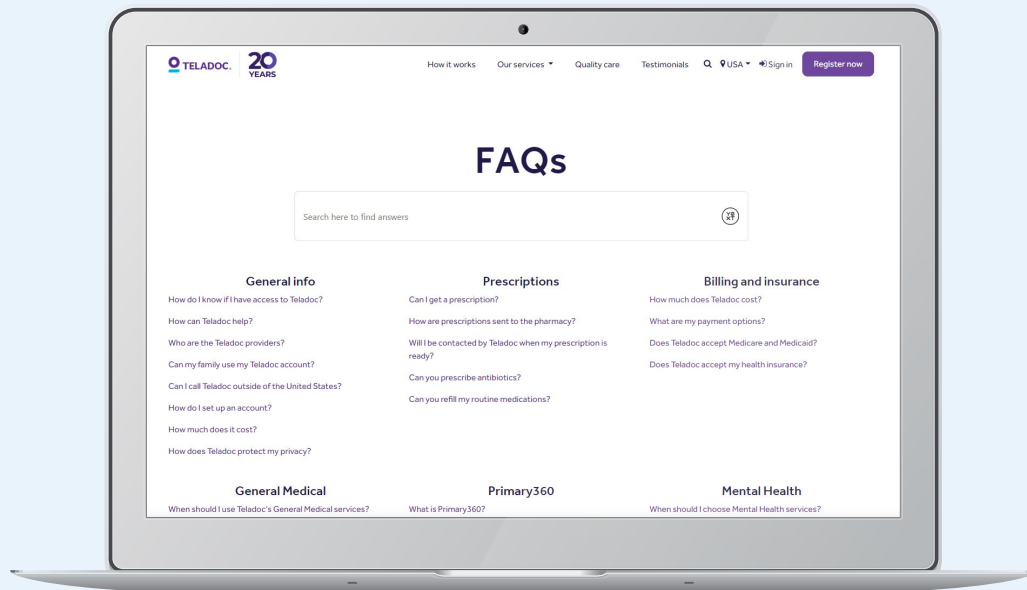 TELADOC.
20
YEARS
How it works
Our services
Quality care
Testimonials
USA
Sign in
Register now
FAQs
Search here to find answers
YEXT
General info
How do I know if I have access to Teladoc?
How can Teladoc help?
Who are the Teladoc providers?
Can my family use my Teladoc account?
Can I call Teladoc outside of the United States?
How do I set up an account?
How much does it cost?
How does Teladoc protect my privacy?
Prescriptions
Can I get a prescription?
How are prescriptions sent to the pharmacy?
Will I be contacted by Teladoc when my prescription is
ready?
Can you prescribe antibiotics?
Can you refill my routine medications?
Billing and insurance
How much does Teladoc cost?
What are my payment options?
Does Teladoc accept Medicare and Medicaid?
Does Teladoc accept my health insurance?
General Medical
When should I use Teladoc's General Medical services?
Primary360
What is Primary360?
Mental Health
When should I choose Mental Health services?